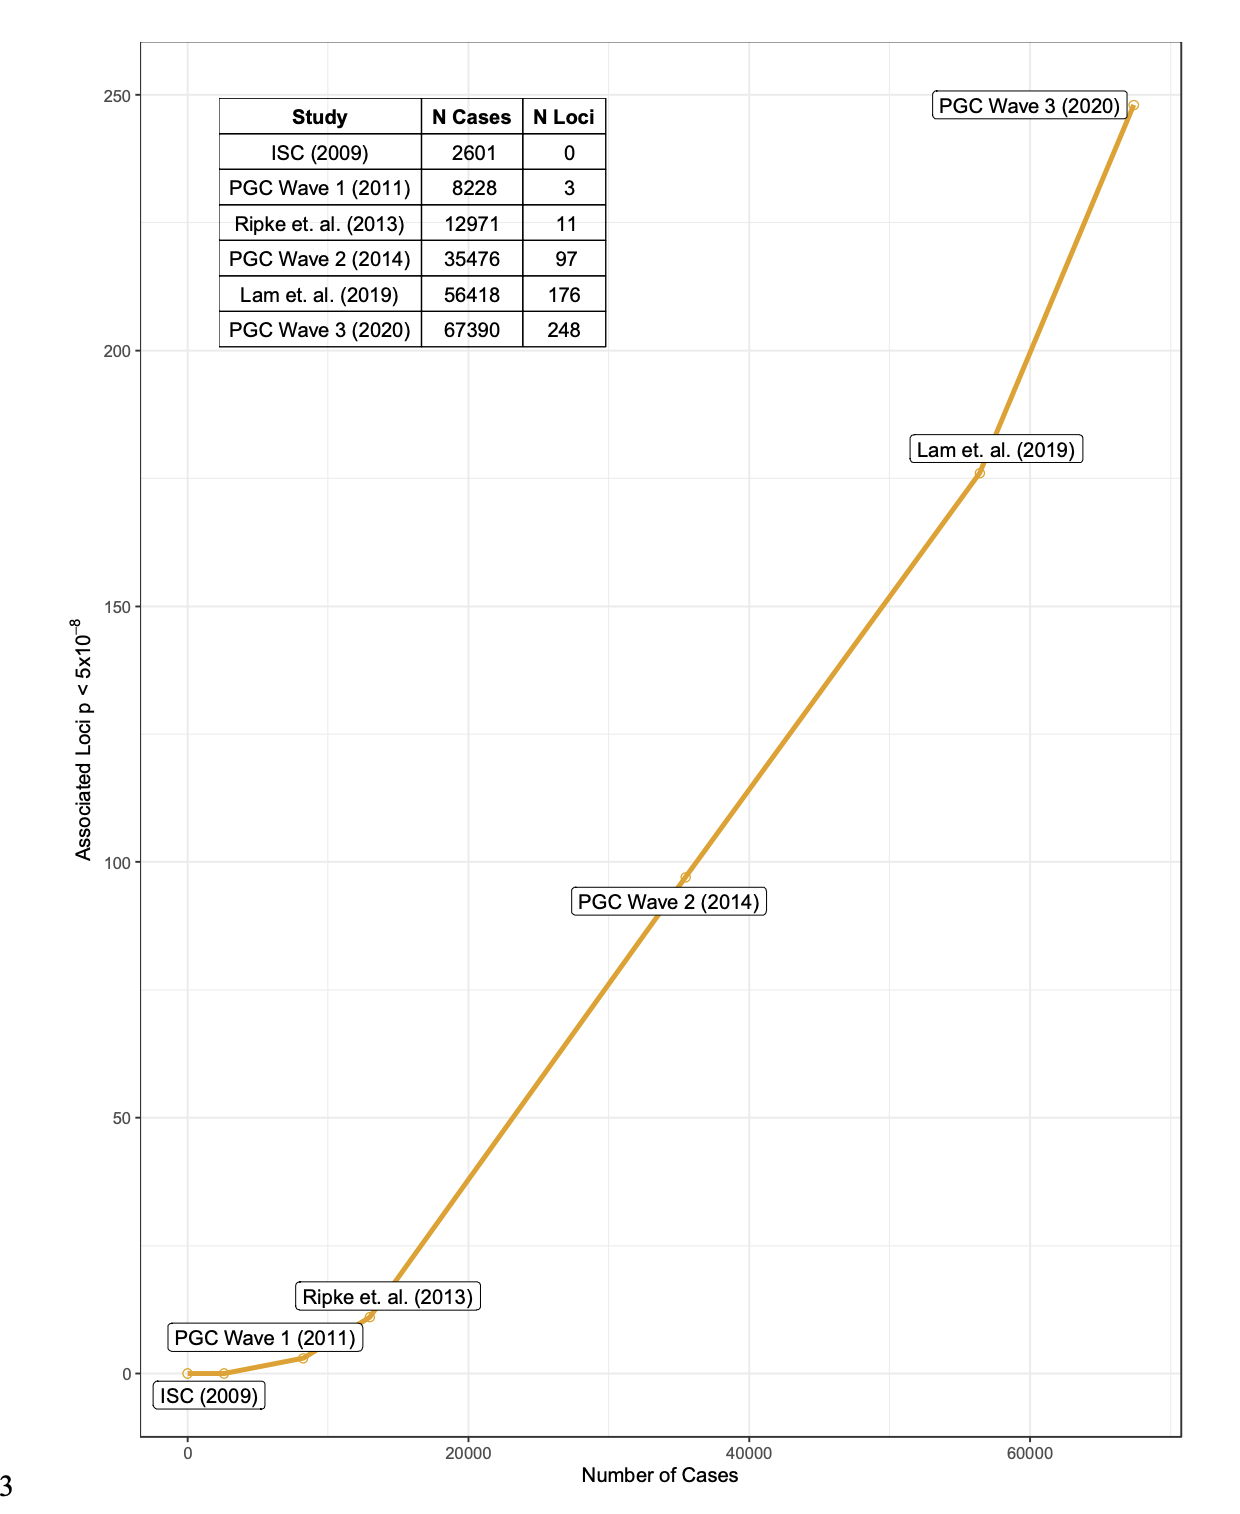 250
200
150
100
50
0
Associated Loci p < 5x10⁻⁸
Study N Cases N Loci
ISC (2009) 2601 0
PGC Wave 1 (2011) 8228 3
Ripke et. al. (2013) 12971 11
PGC Wave 2 (2014) 35476 97
Lam et. al. (2019) 56418 176
PGC Wave 3 (2020) 67390 248
PGC Wave 3 (2020)
Lam et. al. (2019)
PGC Wave 2 (2014)
Ripke et. al. (2013)
PGC Wave 1 (2011)
ISC (2009)
0 20000 40000 60000
Number of Cases
3